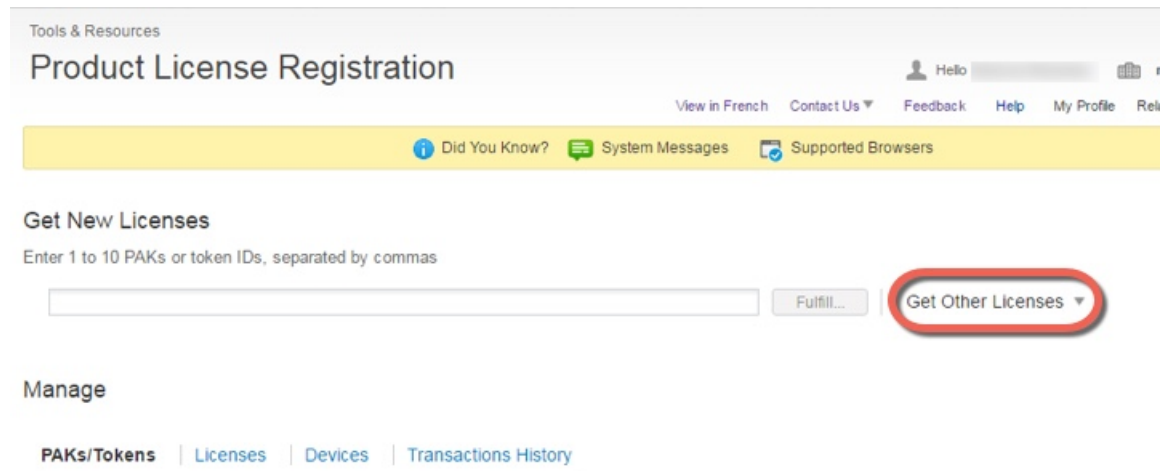 Tools & Resources
Product License Registration
Hello
View in French Contact Us Feedback Help My Profile
Did You Know? System Messages Supported Browsers
Get New Licenses
Enter 1 to 10 PAKs or token IDs, separated by commas
Fulfill... Get Other Licenses
Manage
PAKs/Tokens Licenses Devices Transactions History